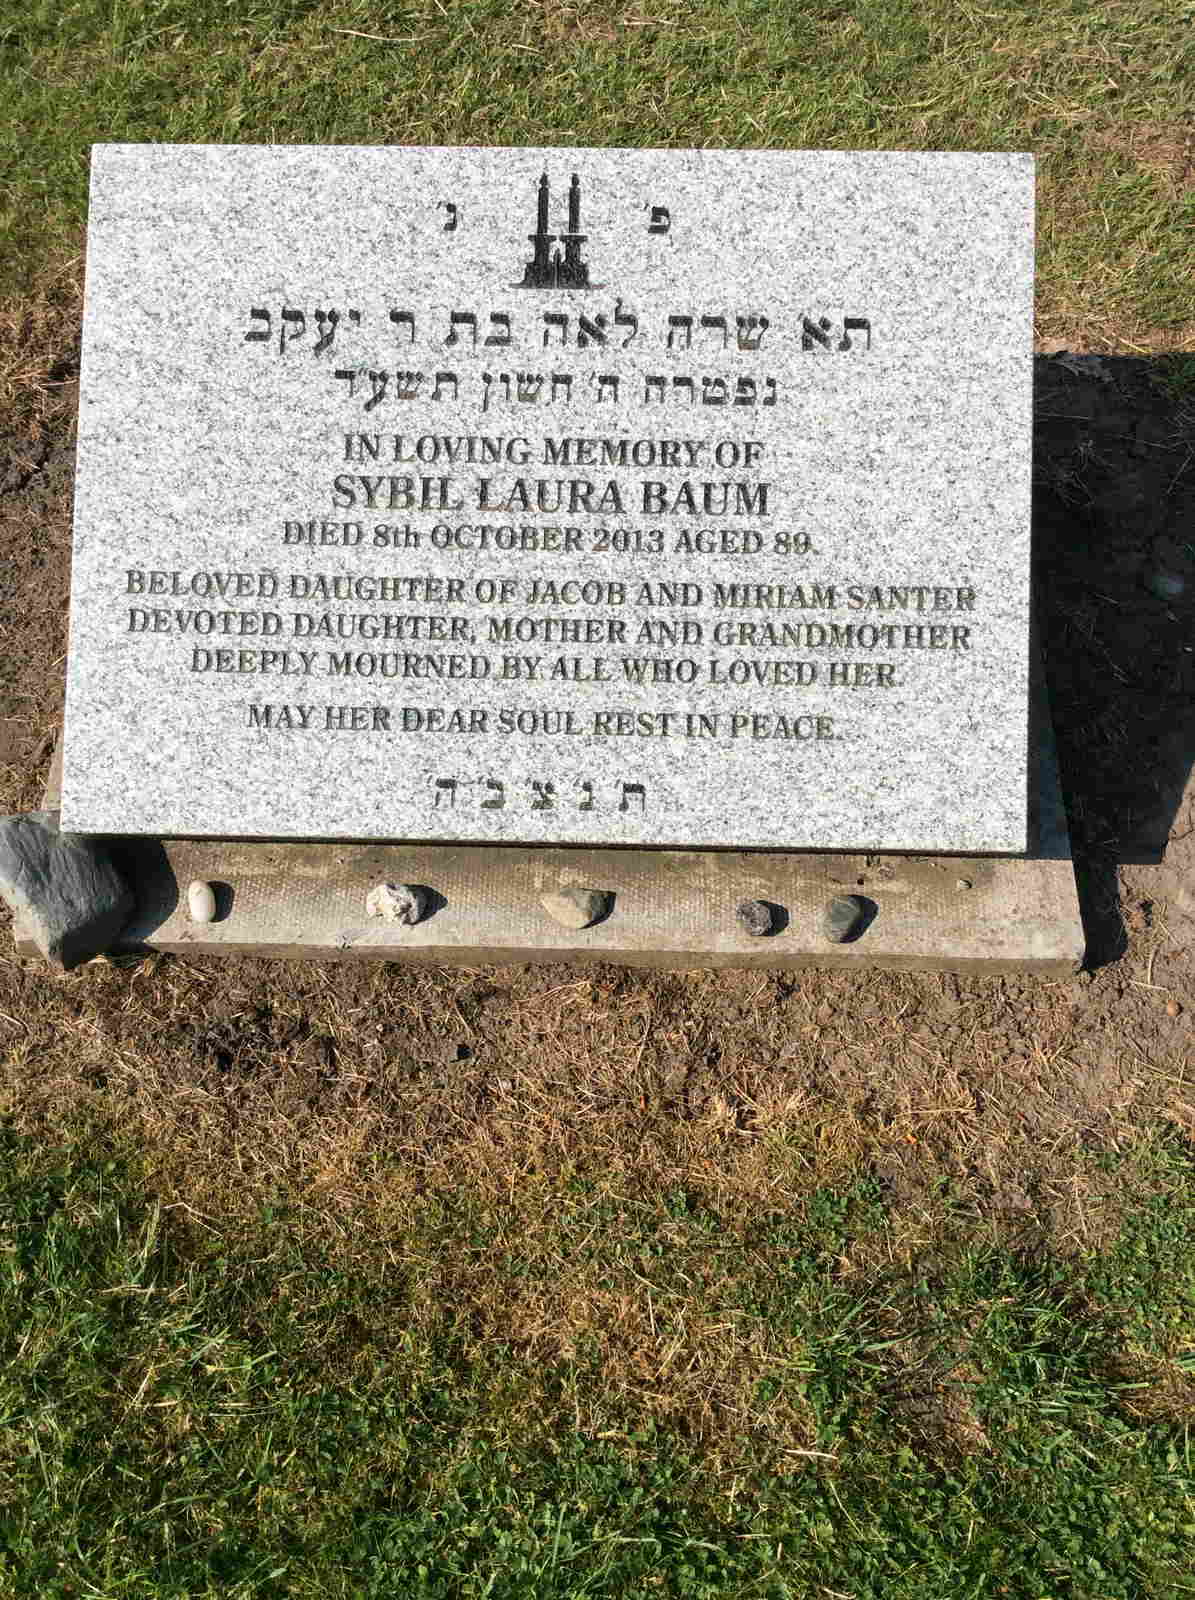 פ' נ'
תא שרה לאה בת ר יעקב
נפטרה ה' חשון תשע"ד
IN LOVING MEMORY OF
SYBIL LAURA BAUM
DIED 8th OCTOBER 2013 AGED 89.
BELOVED DAUGHTER OF JACOB AND MIRIAM SANTER
DEVOTED DAUGHTER, MOTHER AND GRANDMOTHER
DEEPLY MOURNED BY ALL WHO LOVED HER.
MAY HER DEAR SOUL REST IN PEACE.
ת' נ' צ' ב' ה'